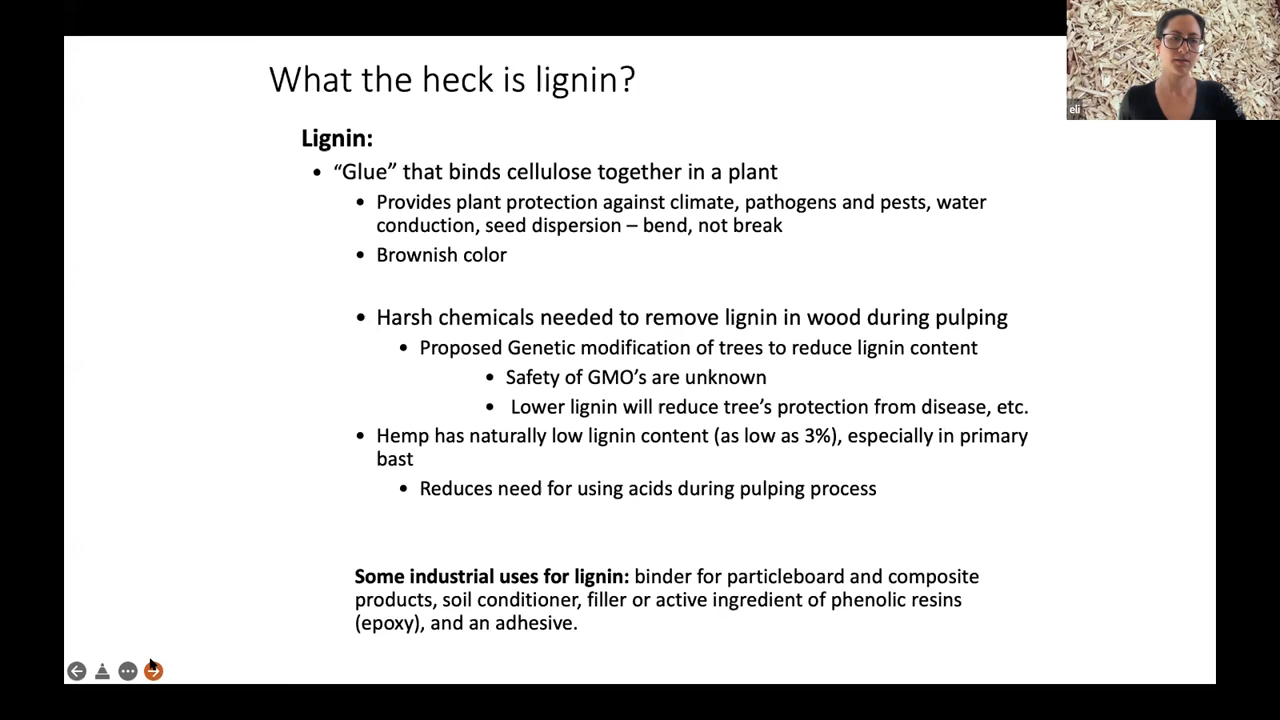 What the heck is lignin?
eli
Lignin:
• “Glue” that binds cellulose together in a plant
• Provides plant protection against climate, pathogens and pests, water
conduction, seed dispersion – bend, not break
• Brownish color
• Harsh chemicals needed to remove lignin in wood during pulping
• Proposed Genetic modification of trees to reduce lignin content
• Safety of GMO’s are unknown
• Lower lignin will reduce tree’s protection from disease, etc.
• Hemp has naturally low lignin content (as low as 3%), especially in primary
bast
• Reduces need for using acids during pulping process
Some industrial uses for lignin: binder for particleboard and composite
products, soil conditioner, filler or active ingredient of phenolic resins
(epoxy), and an adhesive.